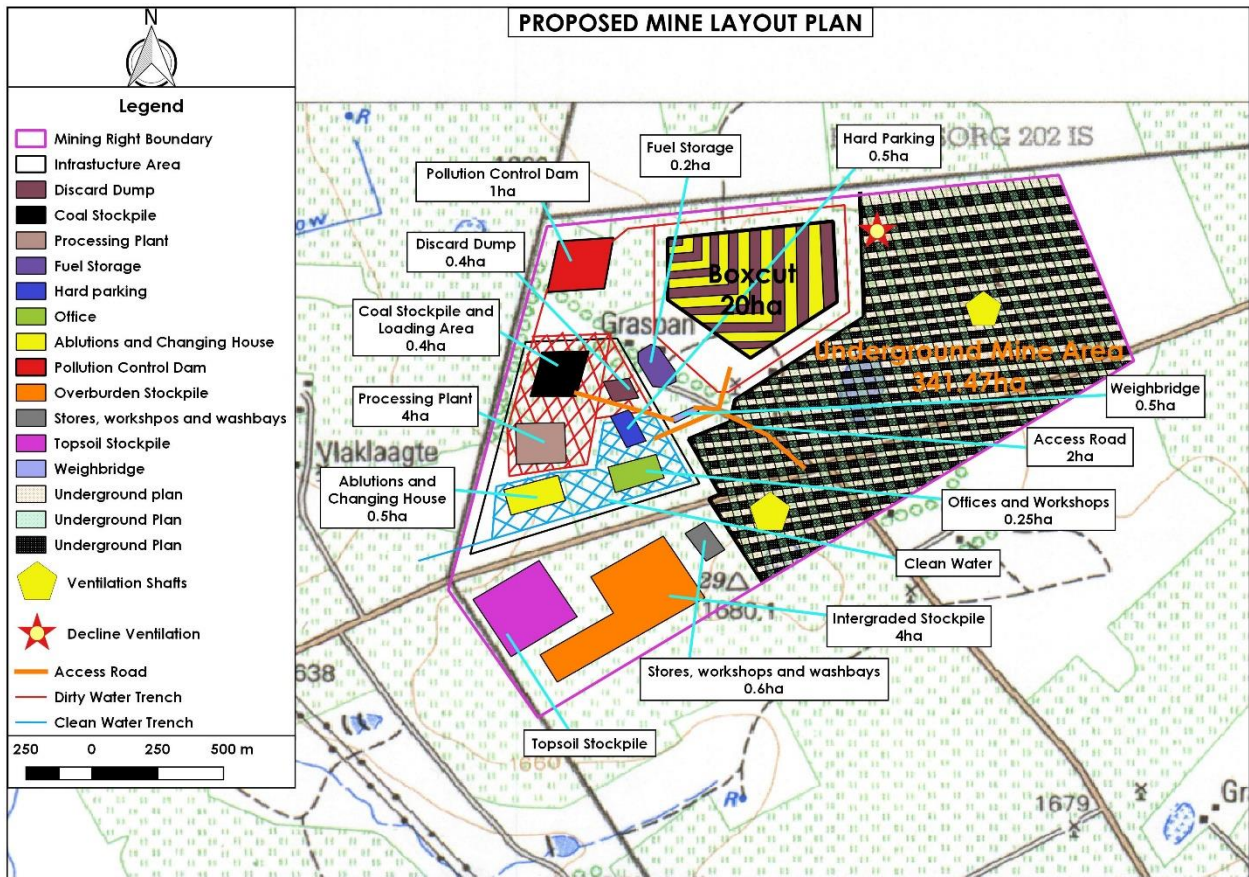 PROPOSED MINE LAYOUT PLAN
N
Legend
Mining Right Boundary
Infrastucture Area
Discard Dump
Coal Stockpile
Processing Plant
Fuel Storage
Hard parking
Office
Ablutions and Changing House
Pollution Control Dam
Overburden Stockpile
Stores, workshpos and washbays
Topsoil Stockpile
Weighbridge
Underground plan
Underground Plan
Underground Plan
Ventilation Shafts
Decline Ventilation
Access Road
Dirty Water Trench
Clean Water Trench
250 0 250 500 m
R
BORG 202 IS
Fuel Storage
0.2ha
Hard Parking
0.5ha
Pollution Control Dam
1ha
Discard Dump
0.4ha
Boxcut
20ha
Coal Stockpile and
Loading Area
0.4ha
Graspan
Underground Mine Area
341.47ha
Weighbridge
0.5ha
Processing Plant
4ha
Access Road
2ha
Vlaklaagte
Ablutions and
Changing House
0.5ha
Offices and Workshops
0.25ha
Clean Water
29
1680,1
Intergraded Stockpile
4ha
Stores, workshops and washbays
0.6ha
638
Topsoil Stockpile
1660
R
1679
Gra